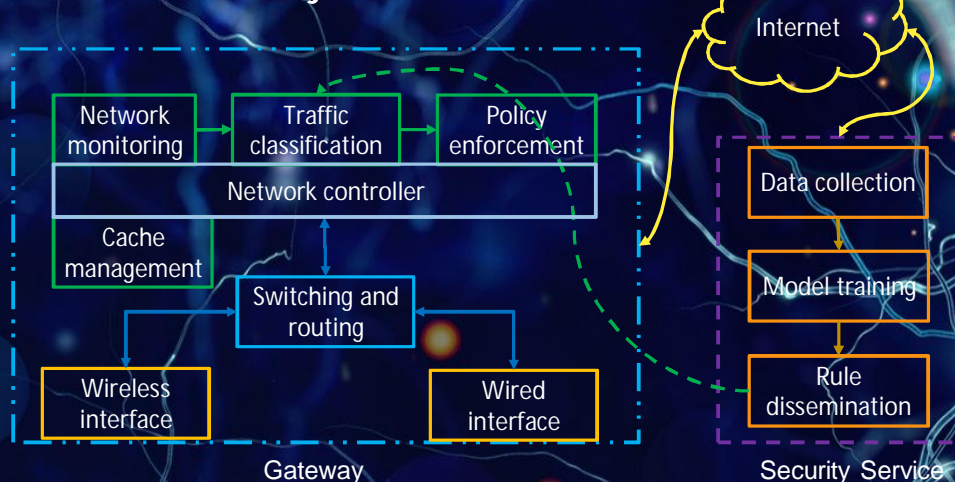 Internet
Network
monitoring
Traffic
classification
Policy
enforcement
Network controller
Cache
management
Switching and
routing
Wireless
interface
Wired
interface
Gateway
Data collection
Model training
Rule
dissemination
Security Service